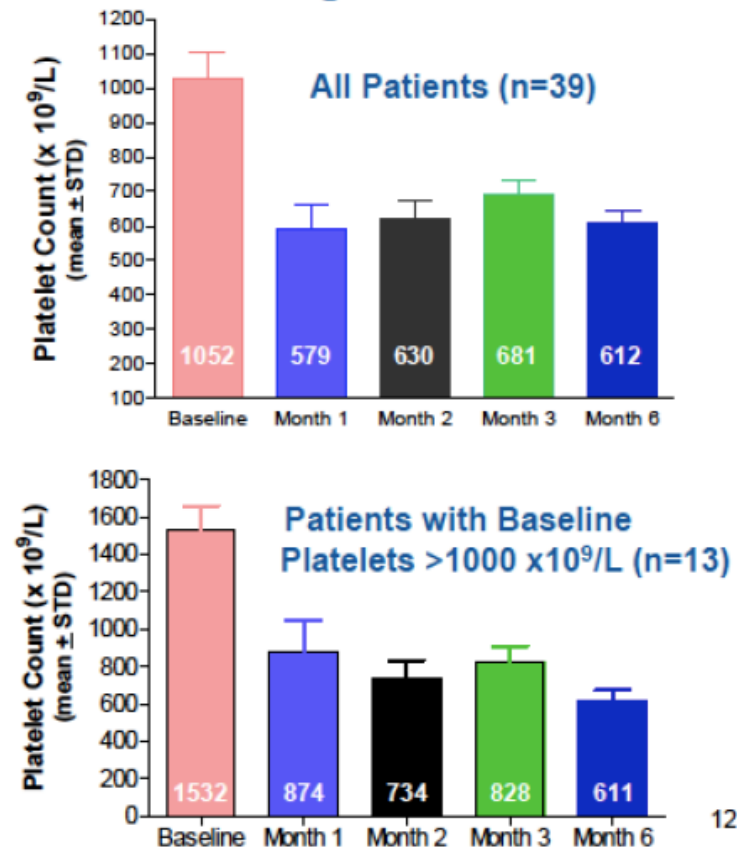 1200
1100
1000
900
800
700
600
500
400
300
200
100
Platelet Count (x 10⁹/L)
(mean ± STD)
All Patients (n=39)
1052 579 630 681 612
Baseline Month 1 Month 2 Month 3 Month 6
1800
1600
1400
1200
1000
800
600
400
200
0
Platelet Count (x 10⁹/L)
(mean ± STD)
Patients with Baseline
Platelets >1000 x10⁹/L (n=13)
1532 874 734 828 611
Baseline Month 1 Month 2 Month 3 Month 6
12